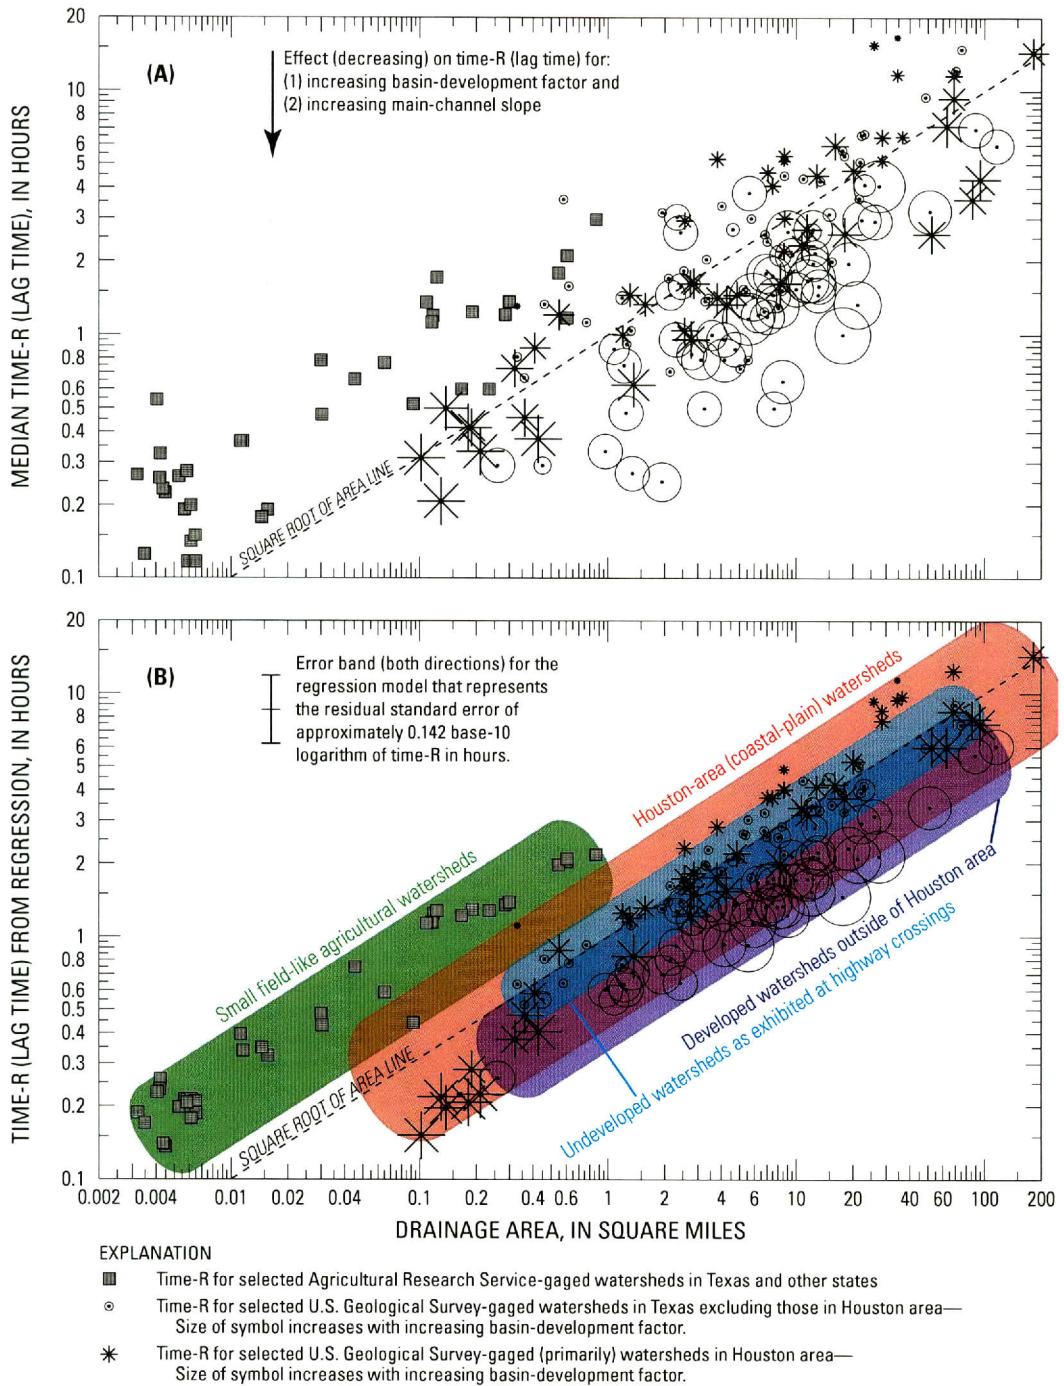 MEDIAN TIME-R (LAG TIME), IN HOURS
20
10
8
6
5
4
3
2
1
0.8
0.6
0.5
0.4
0.3
0.2
0.1
(A)
Effect (decreasing) on time-R (lag time) for:
(1) increasing basin-development factor and
(2) increasing main-channel slope
SQUARE ROOT OF AREA LINE
TIME-R (LAG TIME) FROM REGRESSION, IN HOURS
20
10
8
6
5
4
3
2
1
0.8
0.6
0.5
0.4
0.3
0.2
0.1
(B)
Error band (both directions) for the
regression model that represents
the residual standard error of
approximately 0.142 base-10
logarithm of time-R in hours.
Houston-area (coastal-plain) watersheds
Small field-like agricultural watersheds
Developed watersheds outside of Houston area
Undeveloped watersheds as exhibited at highway crossings
SQUARE ROOT OF AREA LINE
0.002 0.004 0.01 0.02 0.04 0.1 0.2 0.4 0.6 1 2 4 6 10 20 40 60 100 200
DRAINAGE AREA, IN SQUARE MILES
EXPLANATION
Time-R for selected Agricultural Research Service-gaged watersheds in Texas and other states
Time-R for selected U.S. Geological Survey-gaged watersheds in Texas excluding those in Houston area—
Size of symbol increases with increasing basin-development factor.
Time-R for selected U.S. Geological Survey-gaged (primarily) watersheds in Houston area—
Size of symbol increases with increasing basin-development factor.